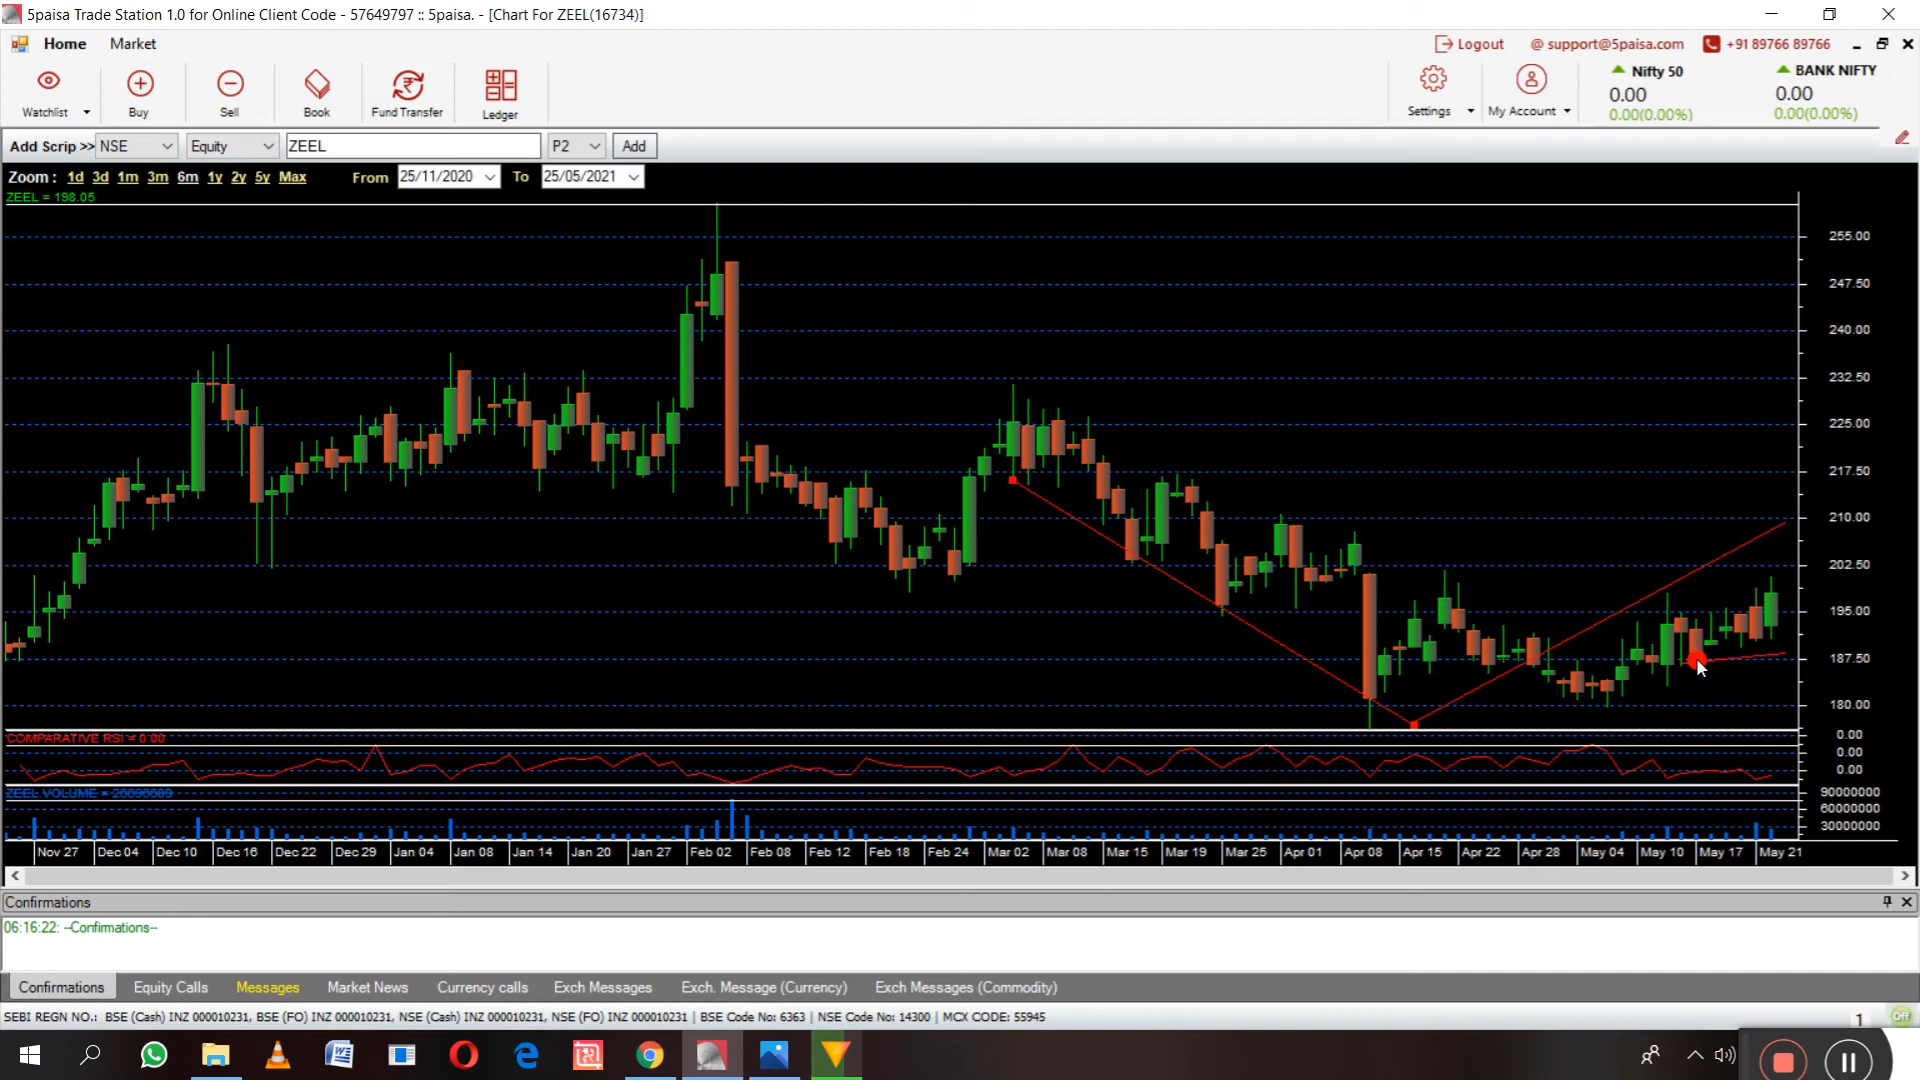 5paisa Trade Station 1.0 for Online Client Code - 57649797 :: 5paisa. - [Chart For ZEEL(16734)]
Home Market
Logout @ support@5paisa.com +91 89766 89766
Watchlist Buy Sell Book Fund Transfer Ledger
Settings My Account
Nifty 50 BANK NIFTY
0.00 0.00
0.00(0.00%) 0.00(0.00%)
Add Scrip >> NSE Equity ZEEL P2 Add
Zoom : 1d 3d 1m 3m 6m 1y 2y 5y Max From 25/11/2020 To 25/05/2021
ZEEL = 198.05
255.00
247.50
240.00
232.50
225.00
217.50
210.00
202.50
195.00
187.50
180.00
COMPARATIVE RSI = 0.00
0.00
0.00
0.00
ZEEL VOLUME =
90000000
60000000
30000000
Nov 27 Dec 04 Dec 10 Dec 16 Dec 22 Dec 29 Jan 04 Jan 08 Jan 14 Jan 20 Jan 27 Feb 02 Feb 08 Feb 12 Feb 18 Feb 24 Mar 02 Mar 08 Mar 15 Mar 19 Mar 25 Apr 01 Apr 08 Apr 15 Apr 22 Apr 28 May 04 May 10 May 17 May 21
Confirmations
06:16:22: --Confirmations--
Confirmations Equity Calls Messages Market News Currency calls Exch Messages Exch. Message (Currency) Exch Messages (Commodity)
SEBI REGN NO.: BSE (Cash) INZ 000010231, BSE (FO) INZ 000010231, NSE (Cash) INZ 000010231, NSE (FO) INZ 000010231 | BSE Code No: 6363 | NSE Code No: 14300 | MCX CODE: 55945
1 Off